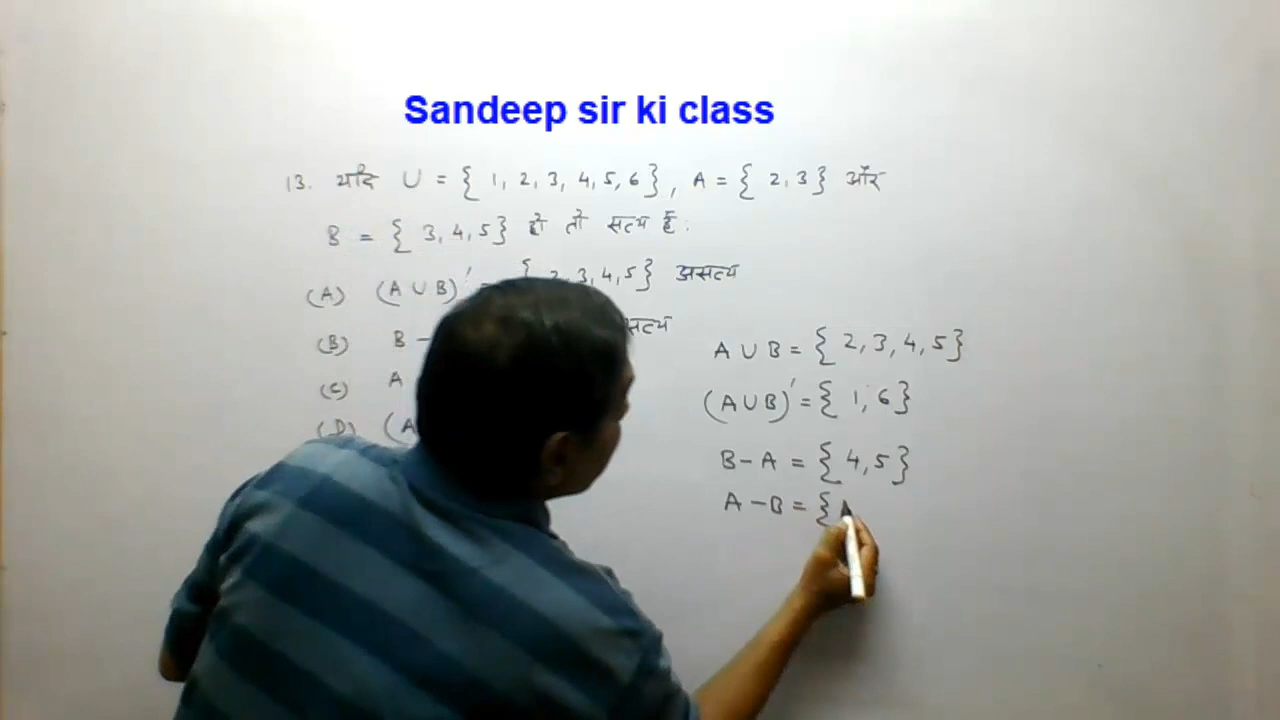 Sandeep sir ki class
13. यदि U = { 1, 2, 3, 4, 5, 6 }, A = { 2, 3 } और
B = { 3, 4, 5 } हो तो सत्य है :
(A) (A ∪ B)' = { 2, 3, 4, 5 } असत्य
(B) B −
(C) A
(D) (A
A ∪ B = { 2, 3, 4, 5 }
(A ∪ B)' = { 1, 6 }
B − A = { 4, 5 }
A − B = {